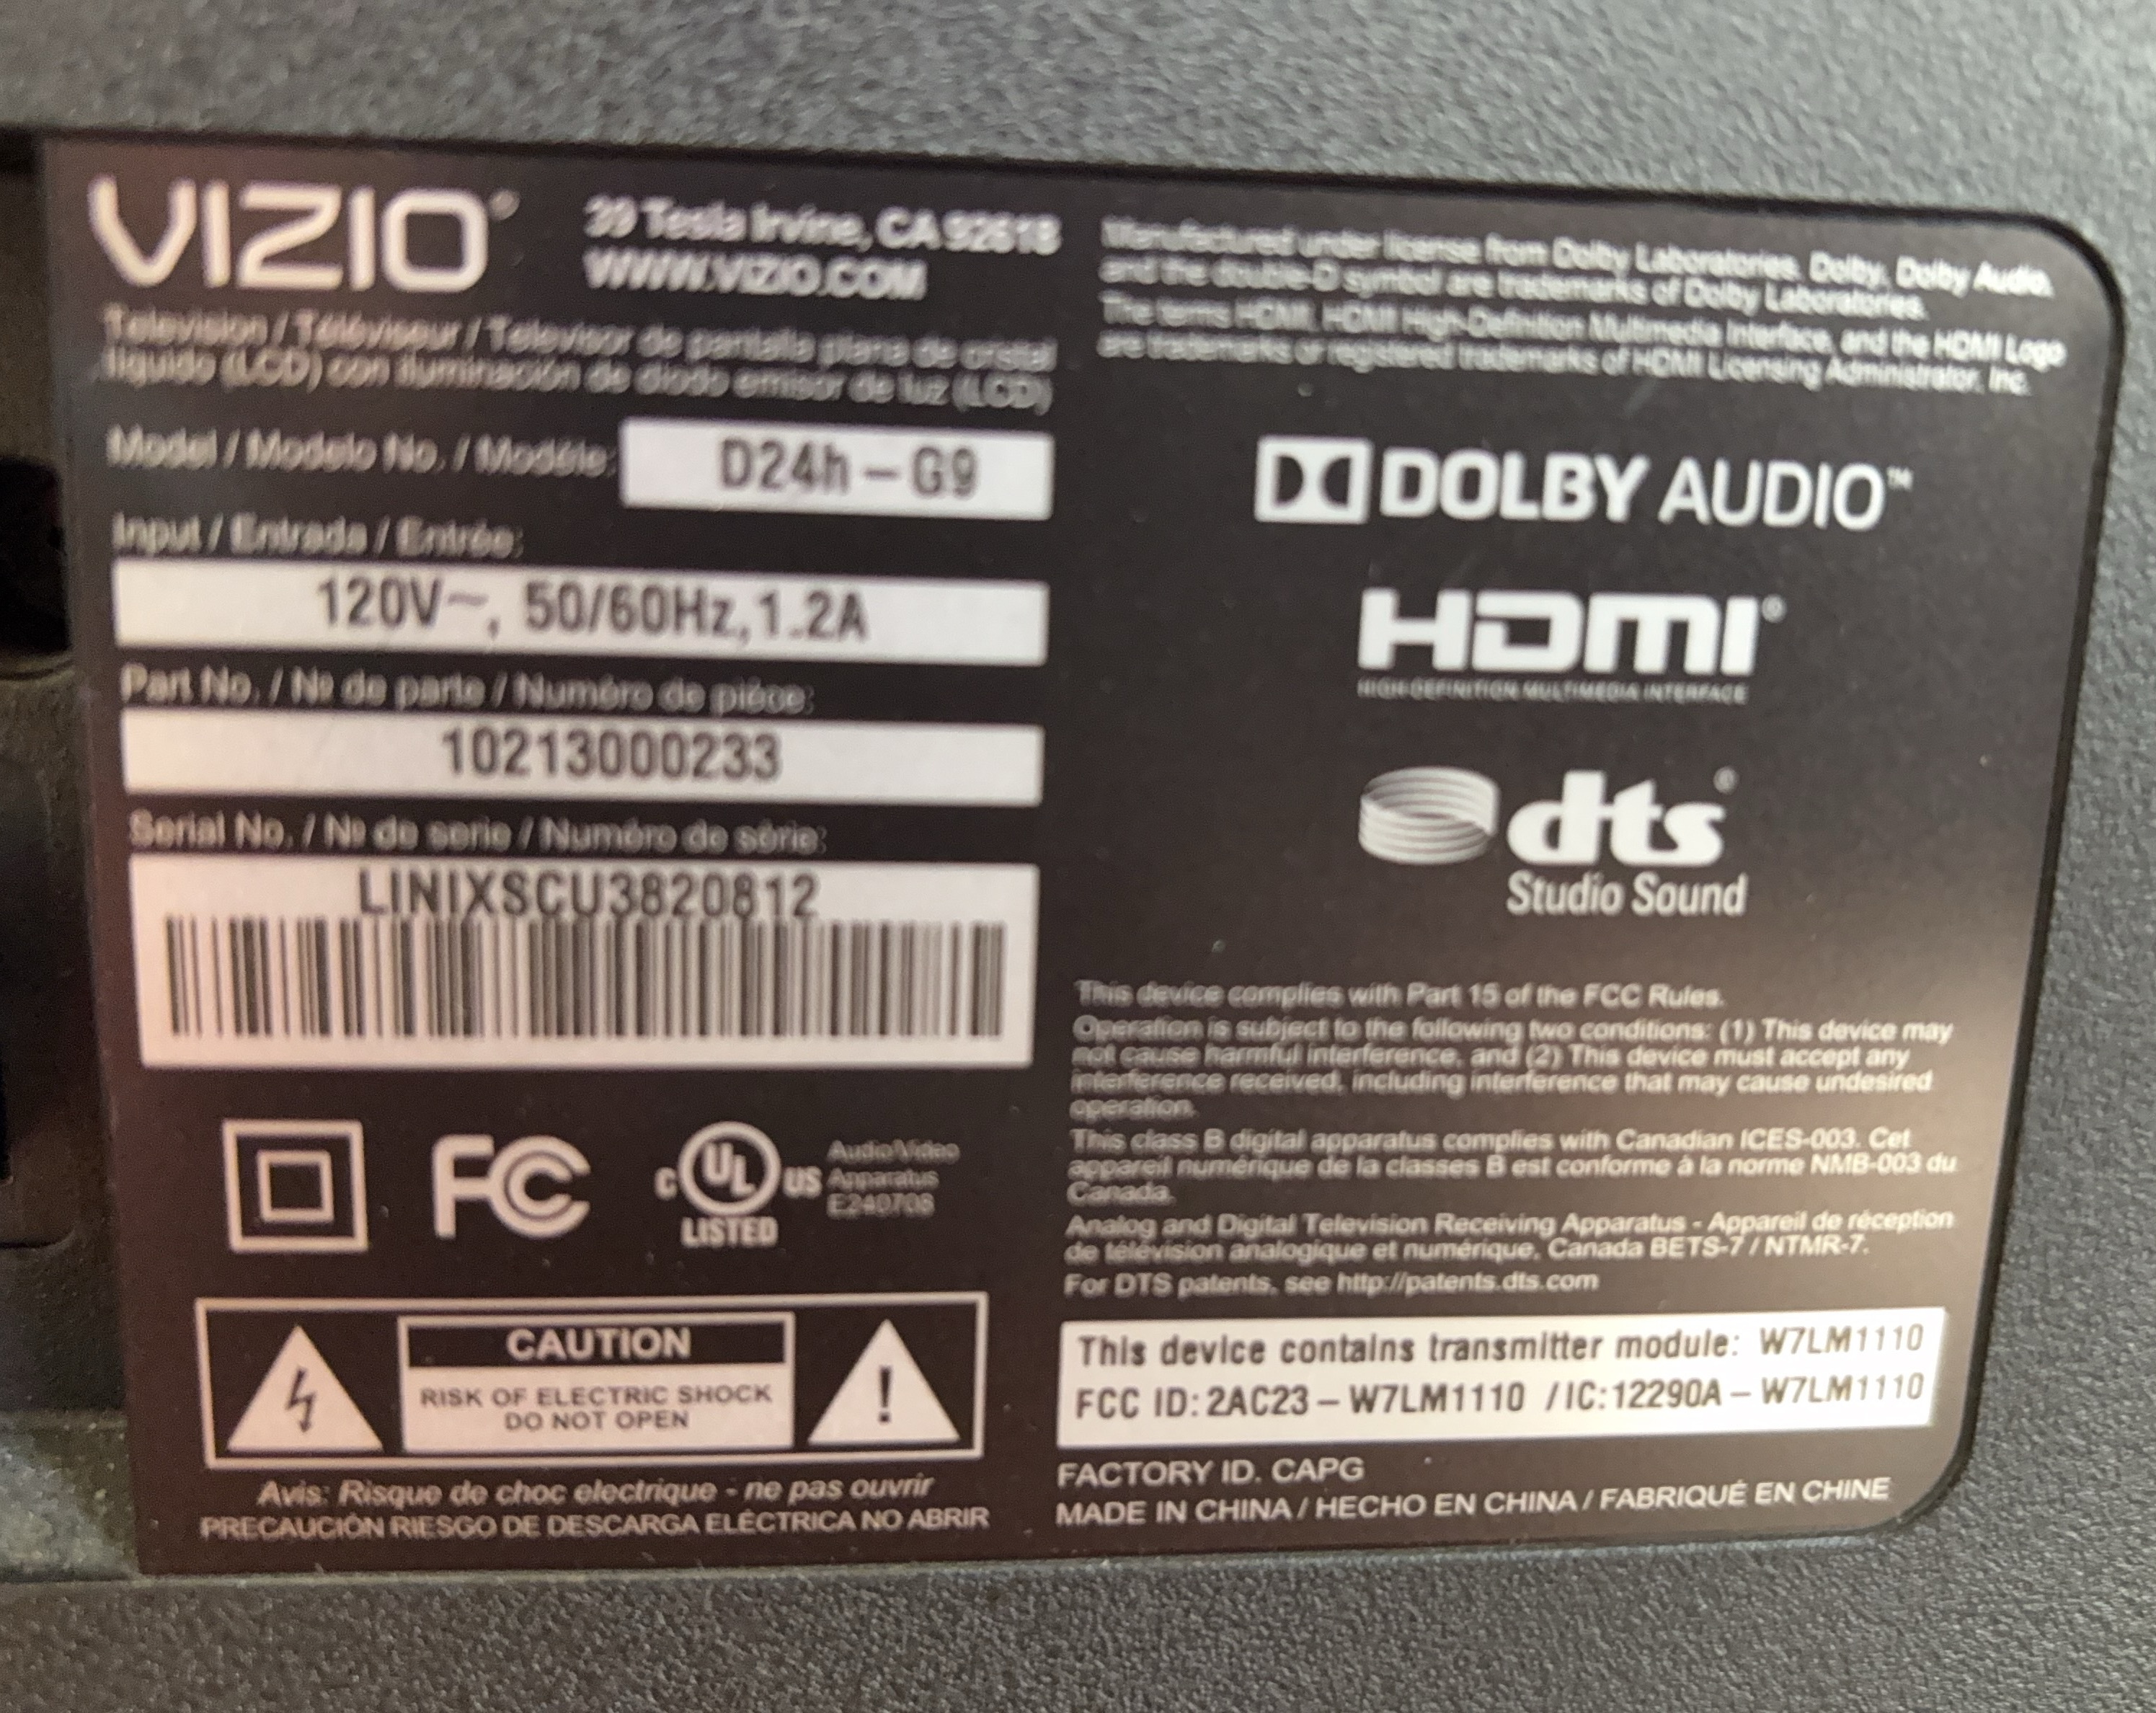 VIZIO®
39 Tesla Irvine, CA 92618
WWW.VIZIO.COM
Television / Téléviseur / Televisor de pantalla plana de cristal
líquido (LCD) con iluminación de diodo emisor de luz (LCD)
Model / Modelo No. / Modèle:
D24h – G9
Input / Entrada / Entrée:
120V~, 50/60Hz, 1.2A
Part No. / № de parte / Numéro de pièce:
10213000233
Serial No. / № de serie / Numéro de série:
LINIXSCU3820812
FC
C UL US
LISTED
Audio/Video
Apparatus
E240708
CAUTION
RISK OF ELECTRIC SHOCK
DO NOT OPEN
!
Avis: Risque de choc electrique - ne pas ouvrir
PRECAUCIÓN RIESGO DE DESCARGA ELÉCTRICA NO ABRIR
Manufactured under license from Dolby Laboratories. Dolby, Dolby Audio,
and the double-D symbol are trademarks of Dolby Laboratories.
The terms HDMI, HDMI High-Definition Multimedia Interface, and the HDMI Logo
are trademarks or registered trademarks of HDMI Licensing Administrator, Inc.
DOLBY AUDIO™
HDMI®
HIGH-DEFINITION MULTIMEDIA INTERFACE
dts®
Studio Sound
This device complies with Part 15 of the FCC Rules.
Operation is subject to the following two conditions: (1) This device may
not cause harmful interference, and (2) This device must accept any
interference received, including interference that may cause undesired
operation.
This class B digital apparatus complies with Canadian ICES-003. Cet
appareil numérique de la classes B est conforme à la norme NMB-003 du
Canada.
Analog and Digital Television Receiving Apparatus - Appareil de réception
de télévision analogique et numérique, Canada BETS-7 / NTMR-7.
For DTS patents, see http://patents.dts.com
This device contains transmitter module: W7LM1110
FCC ID: 2AC23 – W7LM1110 / IC: 12290A – W7LM1110
FACTORY ID. CAPG
MADE IN CHINA / HECHO EN CHINA / FABRIQUÉ EN CHINE